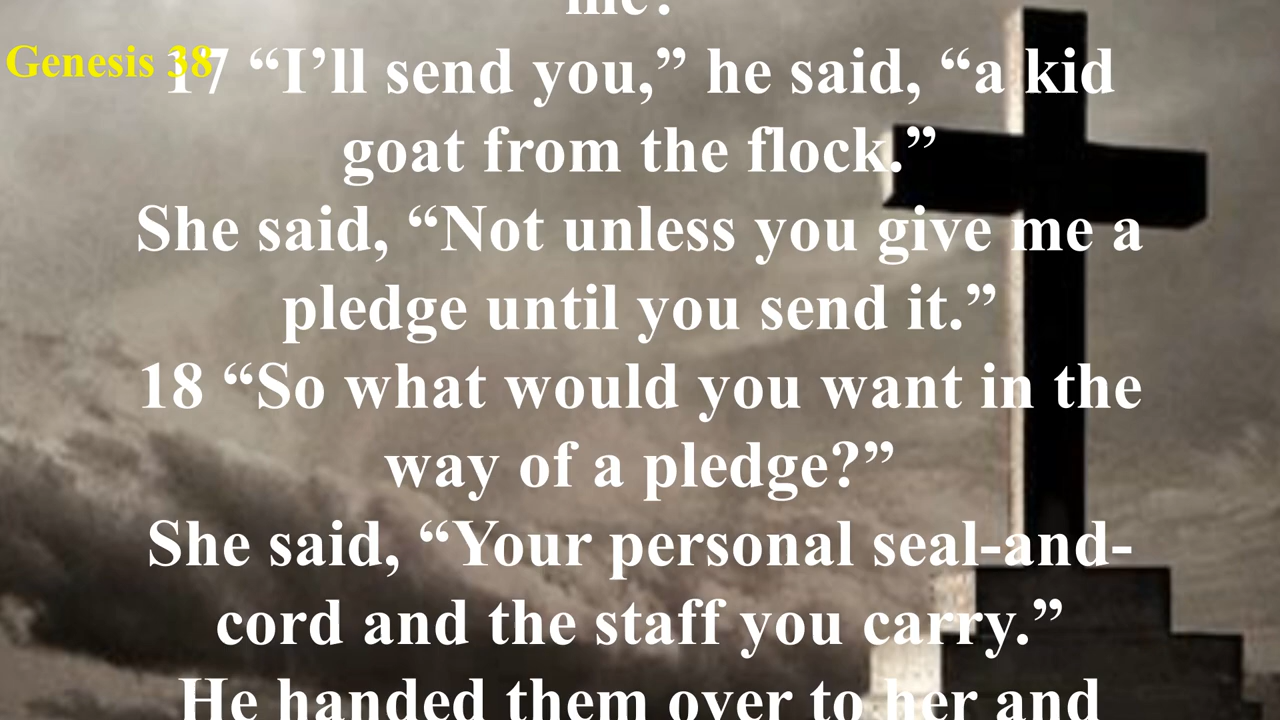 me?
Genesis 38
17 “I’ll send you,” he said, “a kid
goat from the flock.”
She said, “Not unless you give me a
pledge until you send it.”
18 “So what would you want in the
way of a pledge?”
She said, “Your personal seal-and-
cord and the staff you carry.”
He handed them over to her and